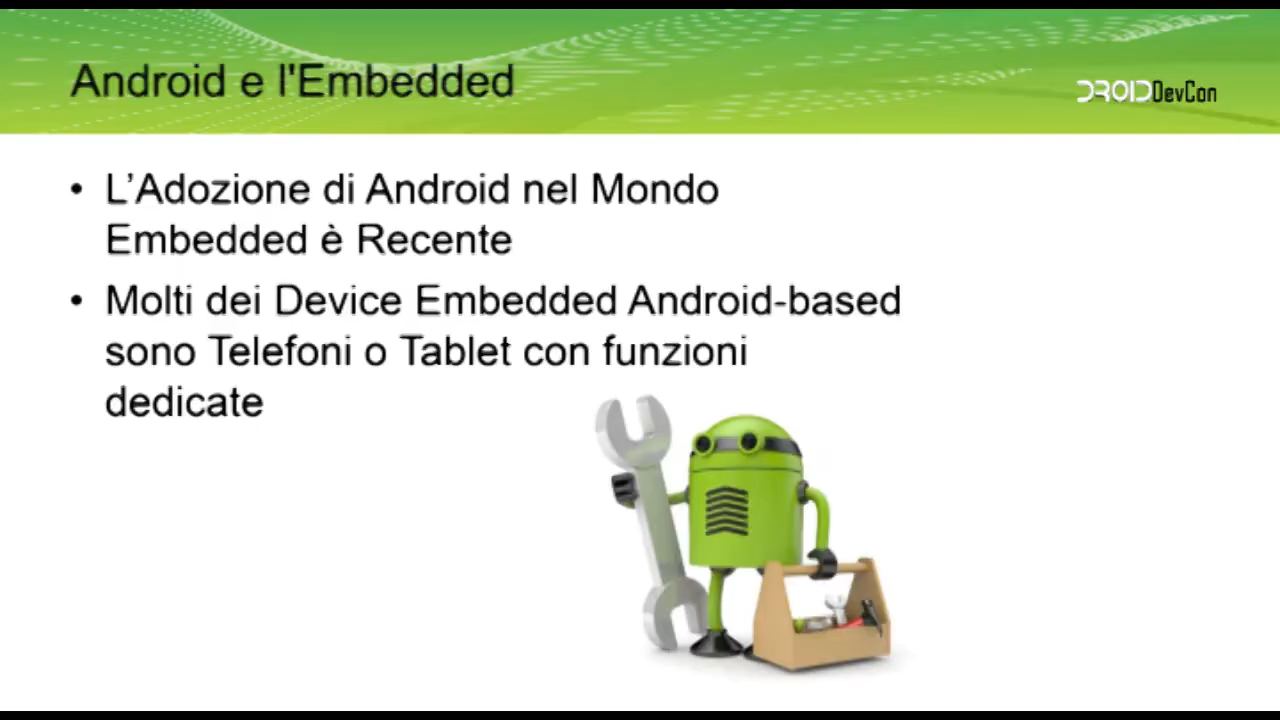 Android e l'Embedded
DROIDDevCon
• L’Adozione di Android nel Mondo
Embedded è Recente
• Molti dei Device Embedded Android-based
sono Telefoni o Tablet con funzioni
dedicate